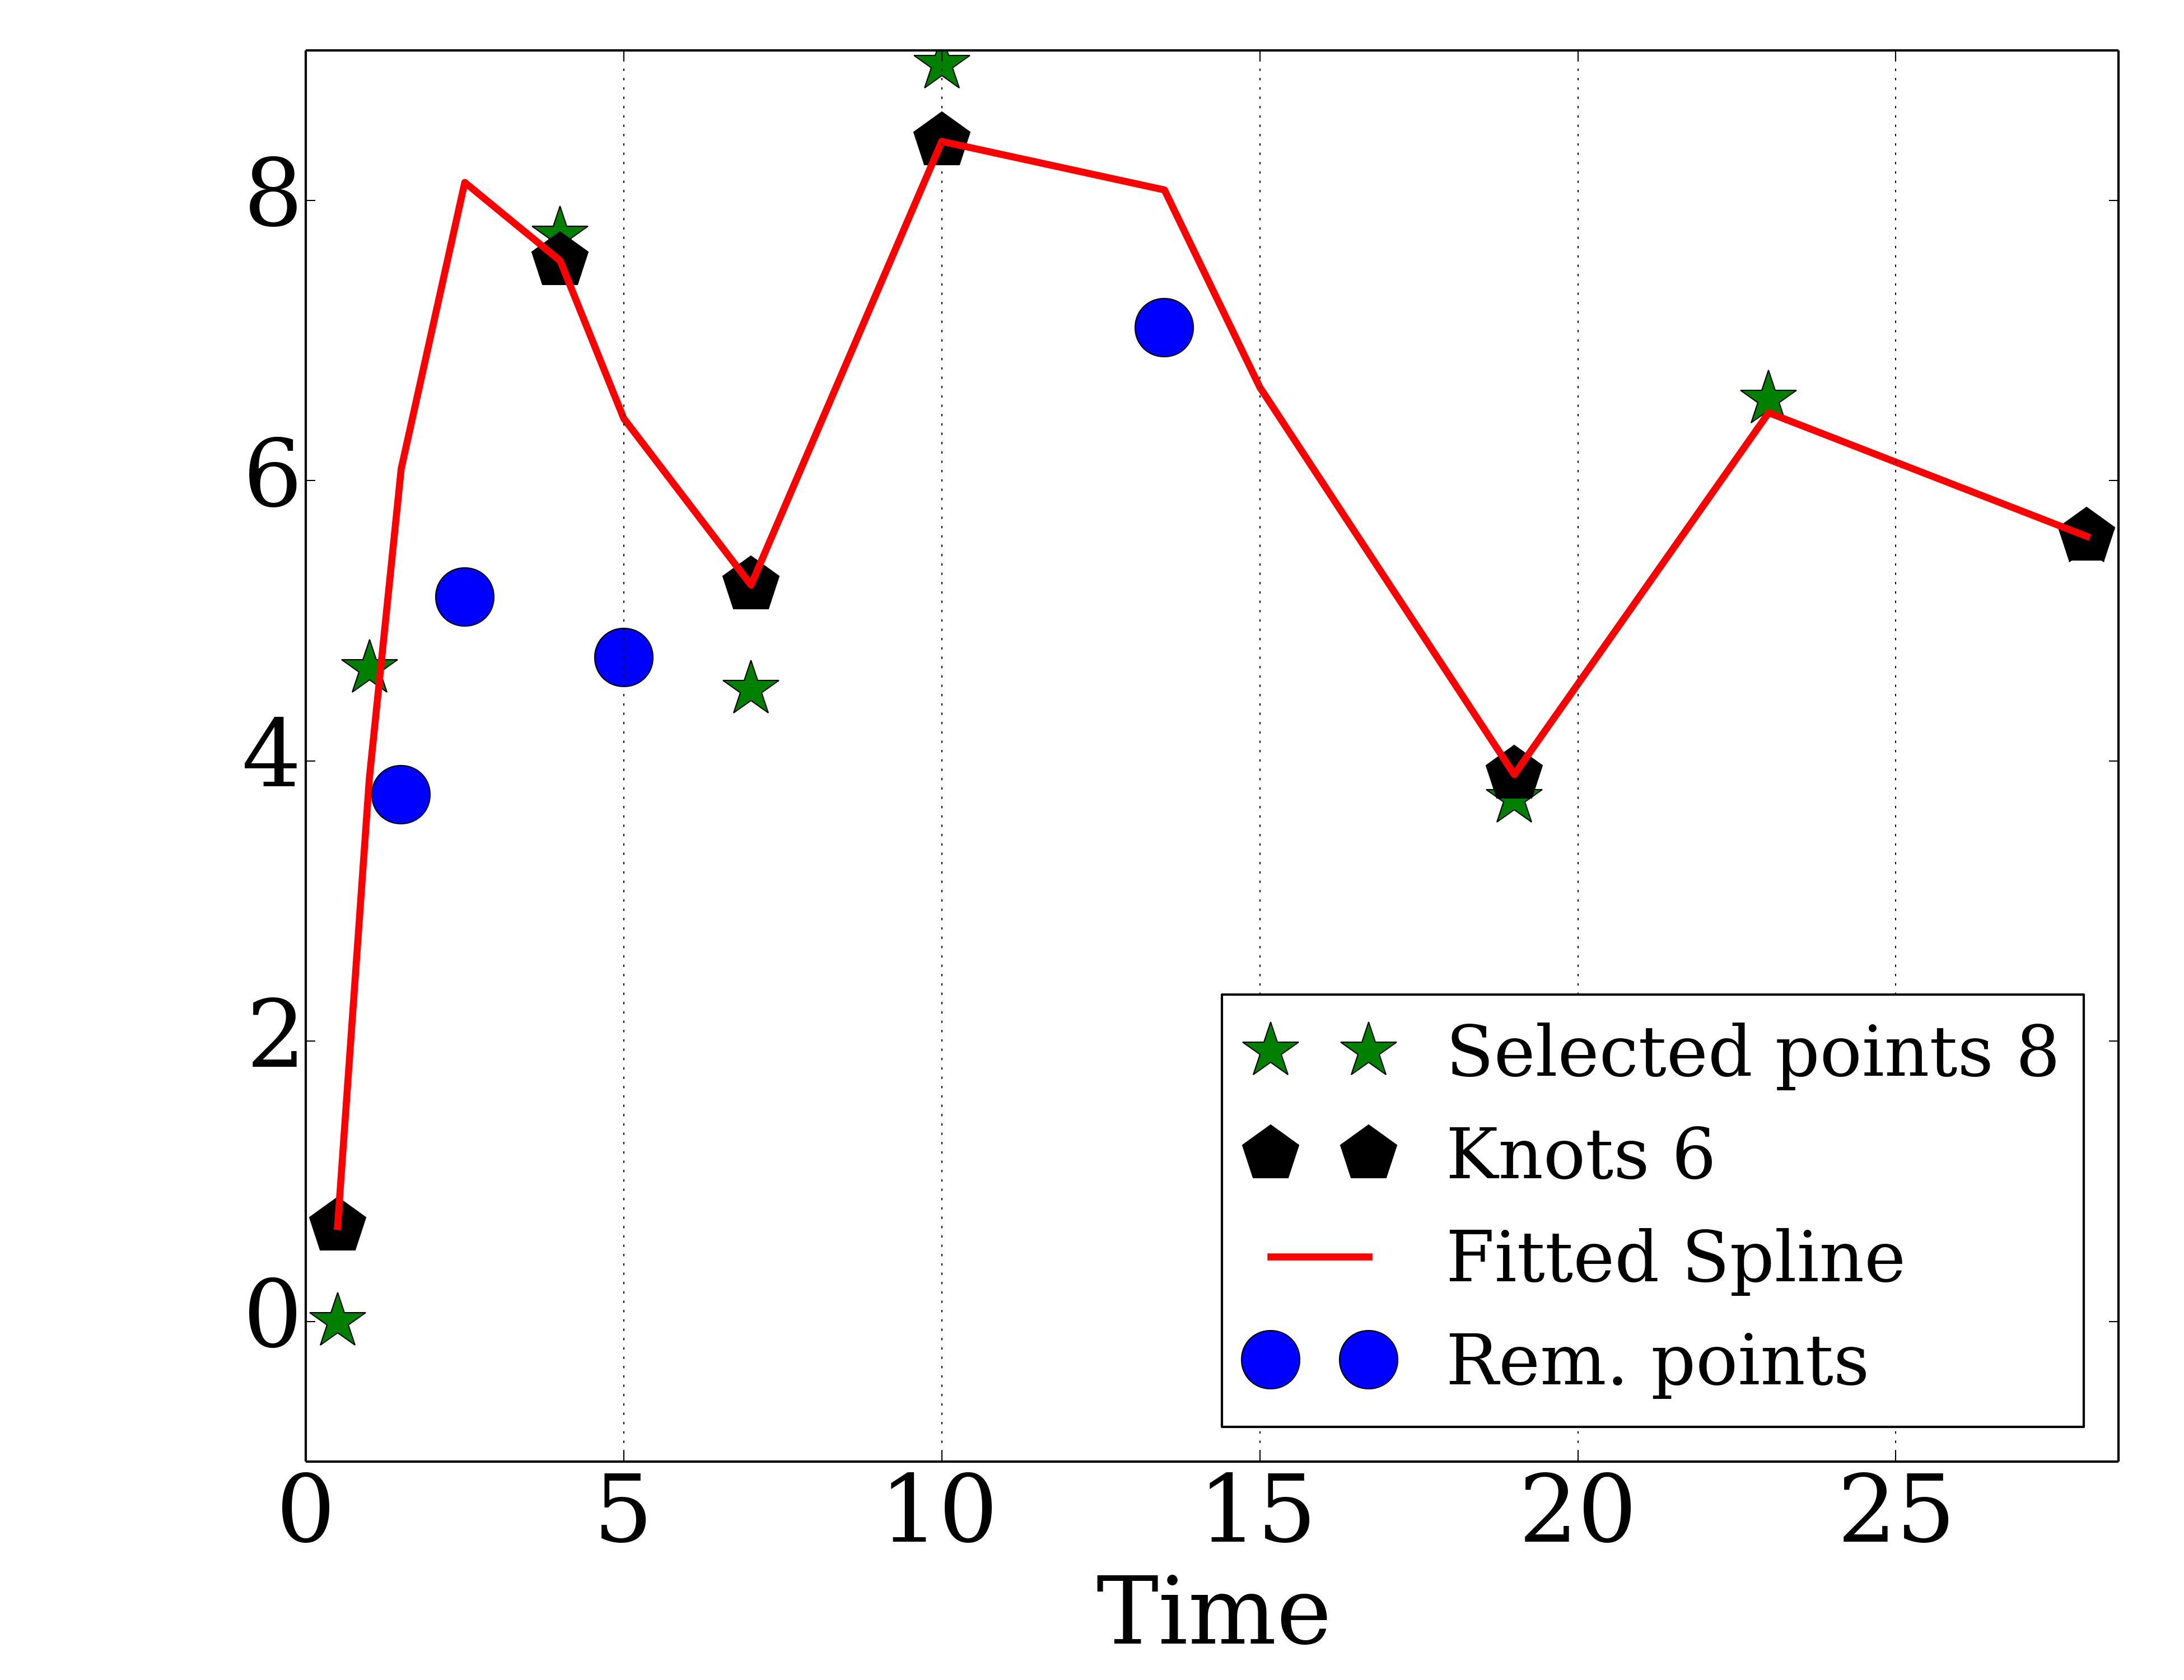 8
6
4
2
0
0 5 10 15 20 25
Time
Selected points 8
Knots 6
Fitted Spline
Rem. points